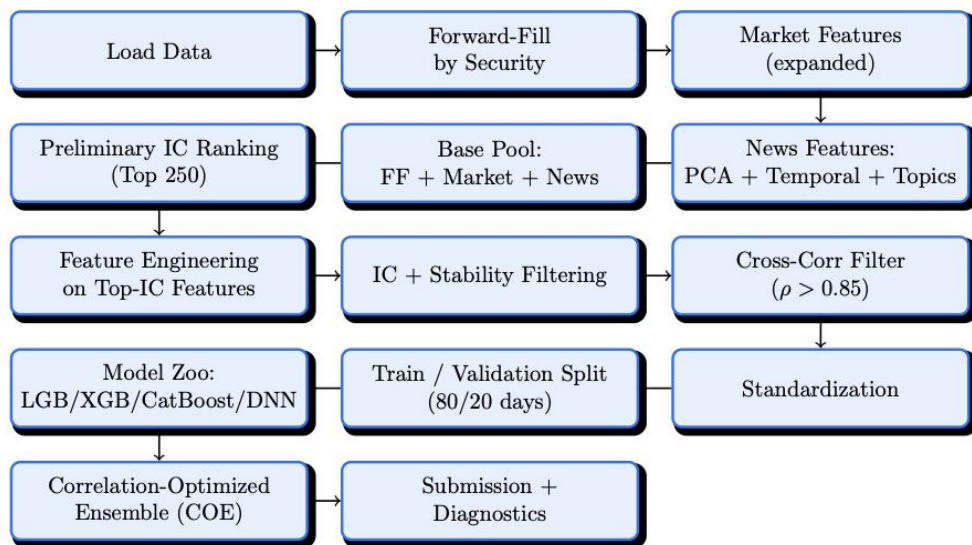 Load Data
Forward-Fill
by Security
Market Features
(expanded)
Preliminary IC Ranking
(Top 250)
Base Pool:
FF + Market + News
News Features:
PCA + Temporal + Topics
Feature Engineering
on Top-IC Features
IC + Stability Filtering
Cross-Corr Filter
(ρ > 0.85)
Model Zoo:
LGB/XGB/CatBoost/DNN
Train / Validation Split
(80/20 days)
Standardization
Correlation-Optimized
Ensemble (COE)
Submission +
Diagnostics